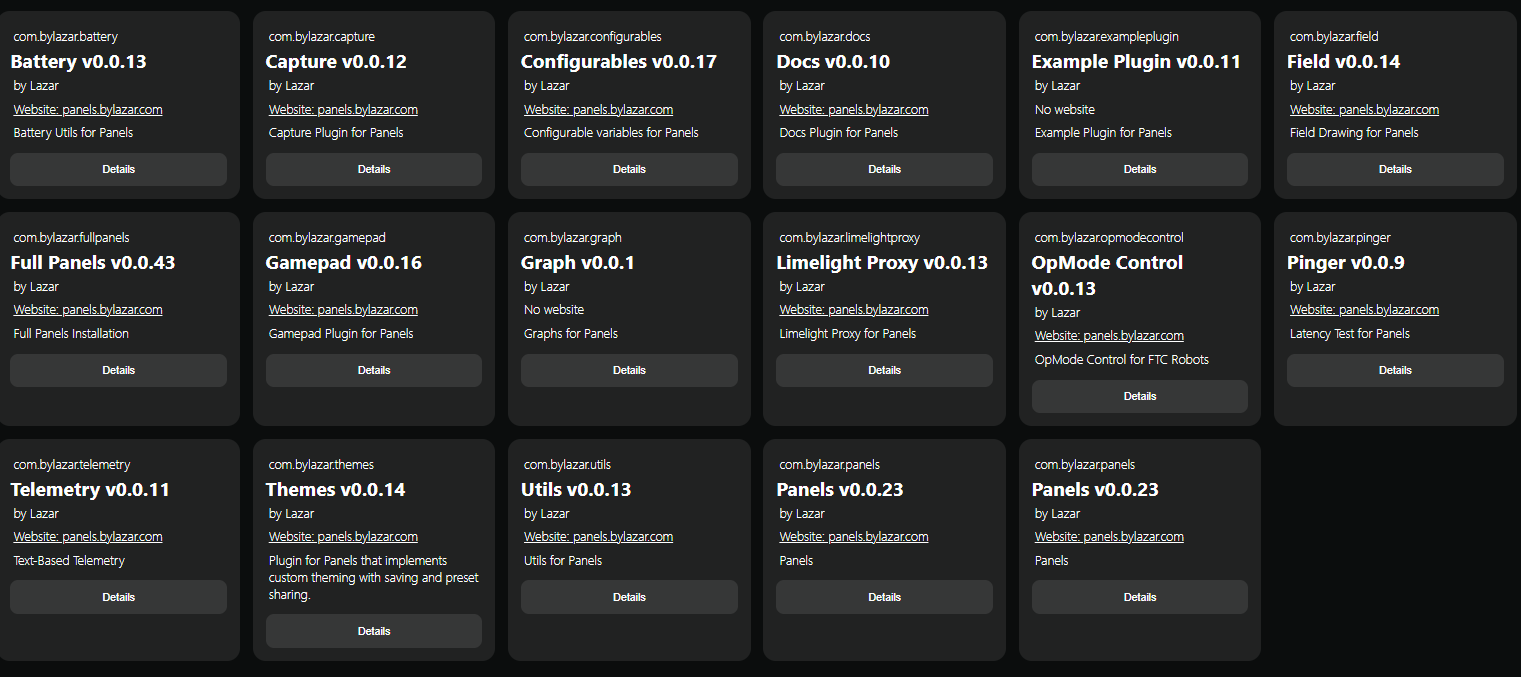 com.bylazar.battery
Battery v0.0.13
by Lazar
Website: panels.bylazar.com
Battery Utils for Panels
Details
com.bylazar.capture
Capture v0.0.12
by Lazar
Website: panels.bylazar.com
Capture Plugin for Panels
Details
com.bylazar.configurables
Configurables v0.0.17
by Lazar
Website: panels.bylazar.com
Configurable variables for Panels
Details
com.bylazar.docs
Docs v0.0.10
by Lazar
Website: panels.bylazar.com
Docs Plugin for Panels
Details
com.bylazar.exampleplugin
Example Plugin v0.0.11
by Lazar
No website
Example Plugin for Panels
Details
com.bylazar.field
Field v0.0.14
by Lazar
Website: panels.bylazar.com
Field Drawing for Panels
Details
com.bylazar.fullpanels
Full Panels v0.0.43
by Lazar
Website: panels.bylazar.com
Full Panels Installation
Details
com.bylazar.gamepad
Gamepad v0.0.16
by Lazar
Website: panels.bylazar.com
Gamepad Plugin for Panels
Details
com.bylazar.graph
Graph v0.0.1
by Lazar
No website
Graphs for Panels
Details
com.bylazar.limelightproxy
Limelight Proxy v0.0.13
by Lazar
Website: panels.bylazar.com
Limelight Proxy for Panels
Details
com.bylazar.opmodecontrol
OpMode Control
v0.0.13
by Lazar
Website: panels.bylazar.com
OpMode Control for FTC Robots
Details
com.bylazar.pinger
Pinger v0.0.9
by Lazar
Website: panels.bylazar.com
Latency Test for Panels
Details
com.bylazar.telemetry
Telemetry v0.0.11
by Lazar
Website: panels.bylazar.com
Text-Based Telemetry
Details
com.bylazar.themes
Themes v0.0.14
by Lazar
Website: panels.bylazar.com
Plugin for Panels that implements
custom theming with saving and preset
sharing.
Details
com.bylazar.utils
Utils v0.0.13
by Lazar
Website: panels.bylazar.com
Utils for Panels
Details
com.bylazar.panels
Panels v0.0.23
by Lazar
Website: panels.bylazar.com
Panels
Details
com.bylazar.panels
Panels v0.0.23
by Lazar
Website: panels.bylazar.com
Panels
Details